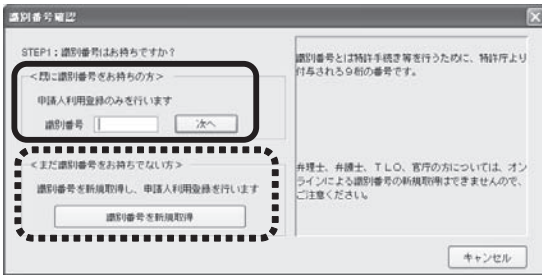 識別番号確認
STEP1：識別番号はお持ちですか？
＜既に識別番号をお持ちの方＞
申請人利用登録のみを行います
識別番号
次へ
＜まだ識別番号をお持ちでない方＞
識別番号を新規取得し、申請人利用登録を行います
識別番号を新規取得
識別番号とは特許手続き等を行うために、特許庁より
付与される9桁の番号です。
弁理士、弁護士、ＴＬＯ、官庁の方については、オン
ラインによる識別番号の新規取得はできませんので、
ご注意ください。
キャンセル